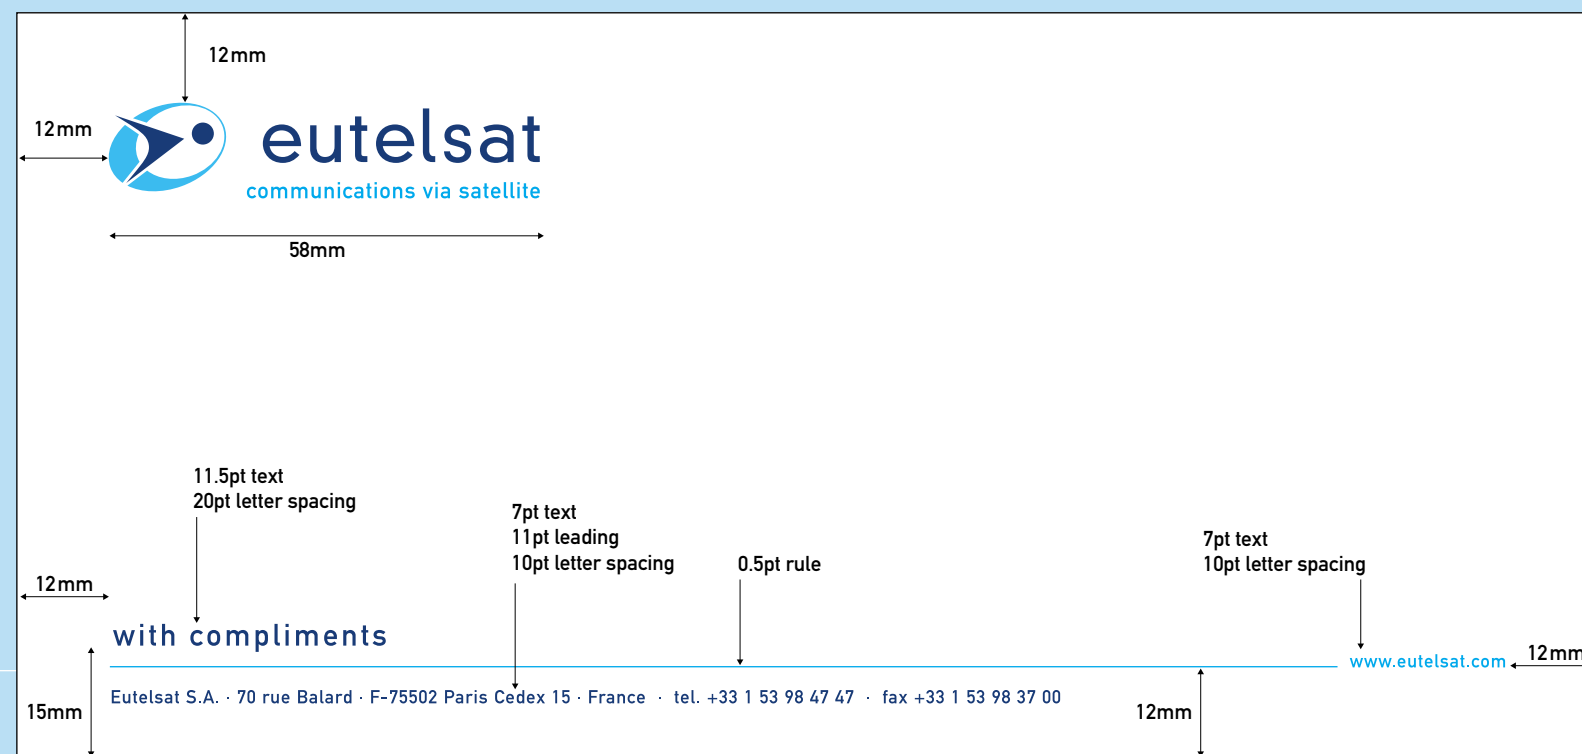 12mm
12mm
eutelsat
communications via satellite
58mm
11.5pt text
20pt letter spacing
7pt text
11pt leading
10pt letter spacing
0.5pt rule
7pt text
10pt letter spacing
12mm
with compliments
www.eutelsat.com
12mm
Eutelsat S.A. · 70 rue Balard · F-75502 Paris Cedex 15 · France · tel. +33 1 53 98 47 47 · fax +33 1 53 98 37 00
15mm
12mm